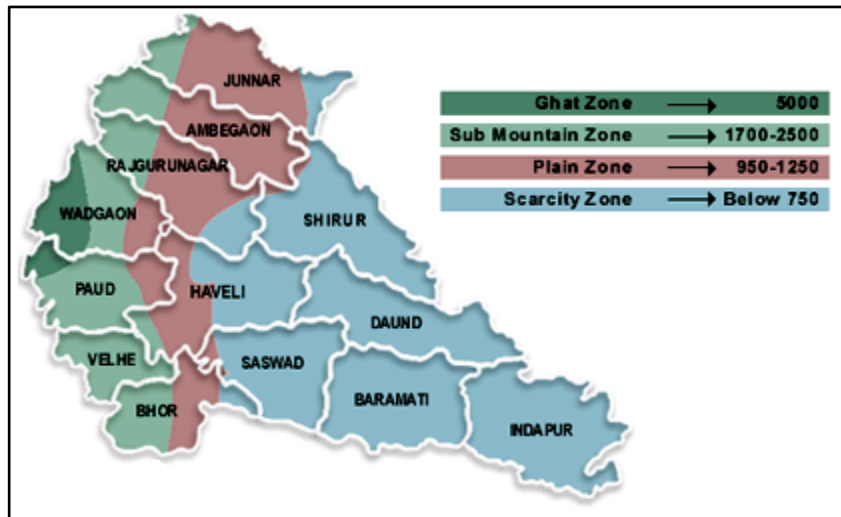 JUNNAR
AMBEGAON
RAJGURUNAGAR
WADGAON
SHIRUR
PAUD
HAVELI
DAUND
VELHE
SASWAD
BARAMATI
BHOR
INDAPUR
Ghat Zone → 5000
Sub Mountain Zone → 1700-2500
Plain Zone → 950-1250
Scarcity Zone → Below 750